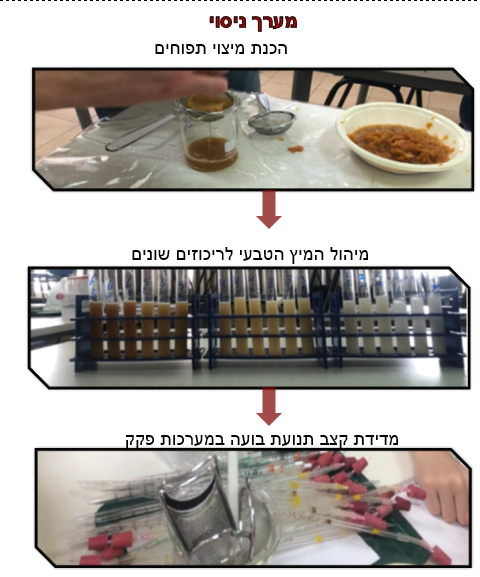 מערך ניסוי
הכנת מיצוי תפוחים
מיהול המיץ הטבעי לריכוזים שונים
מדידת קצב תנועת בועה במערכות פקק